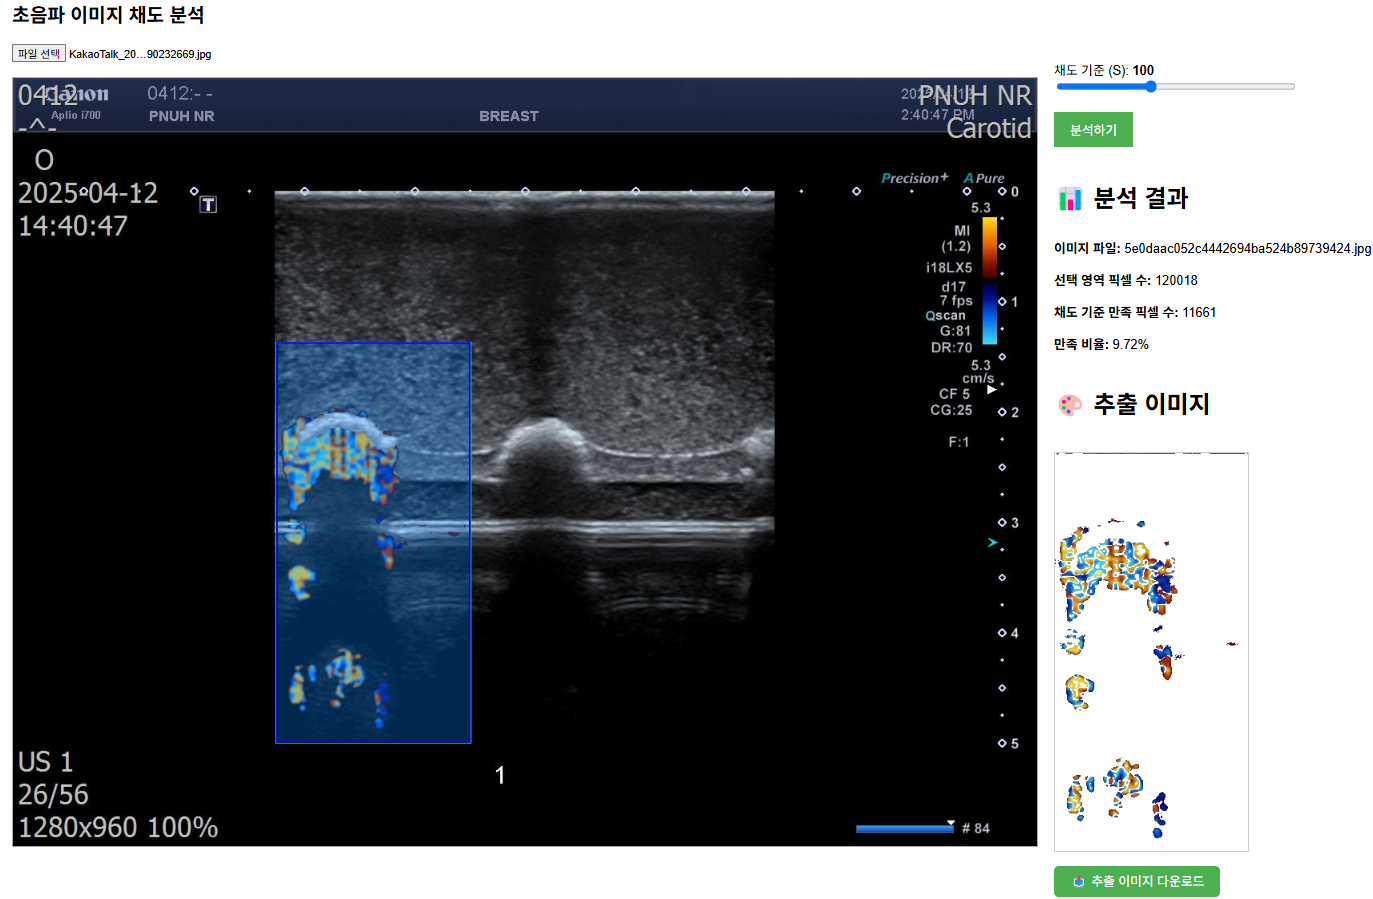 초음파 이미지 채도 분석
파일 선택 KakaoTalk_20...90232669.jpg
0412
Canon
0412:- -
Aplio i700
PNUH NR
BREAST
2:40:47 PM
-^-
PNUH NR
Carotid
O
2025-04-12
14:40:47
T
Precision+ A Pure
0
5.3
MI
(1.2)
i18LX5
d17
7 fps
1
Qscan
G:81
DR:70
5.3
cm/s
CF 5
CG:25
2
F:1
3
4
5
US 1
26/56
1280x960 100%
1
# 84
채도 기준 (S): 100
분석하기
분석 결과
이미지 파일: 5e0daac052c4442694ba524b89739424.jpg
선택 영역 픽셀 수: 120018
채도 기준 만족 픽셀 수: 11661
만족 비율: 9.72%
추출 이미지
추출 이미지 다운로드